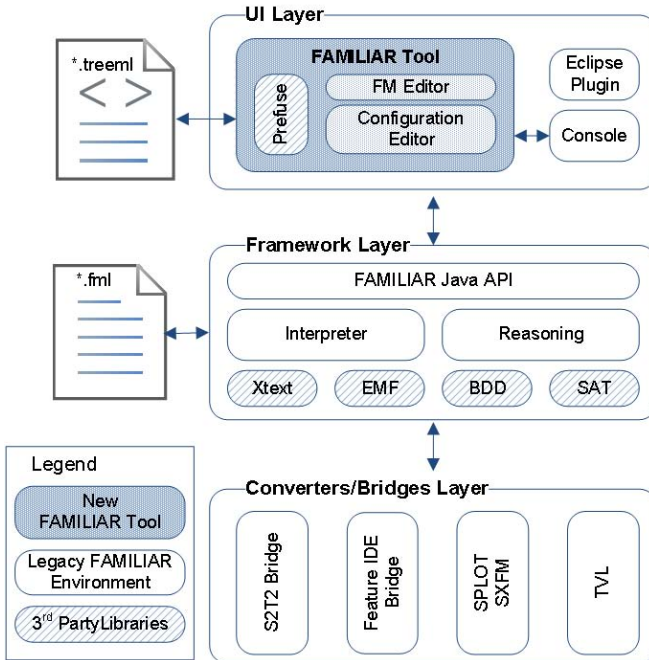 UI Layer
*.treeml
< >
FAMILIAR Tool
Prefuse
FM Editor
Configuration
Editor
Eclipse
Plugin
Console
Framework Layer
*.fml
FAMILIAR Java API
Interpreter
Reasoning
Xtext
EMF
BDD
SAT
Legend
New
FAMILIAR Tool
Legacy FAMILIAR
Environment
3rd PartyLibraries
Converters/Bridges Layer
S2T2 Bridge
Feature IDE
Bridge
SPLOT
SXFM
TVL